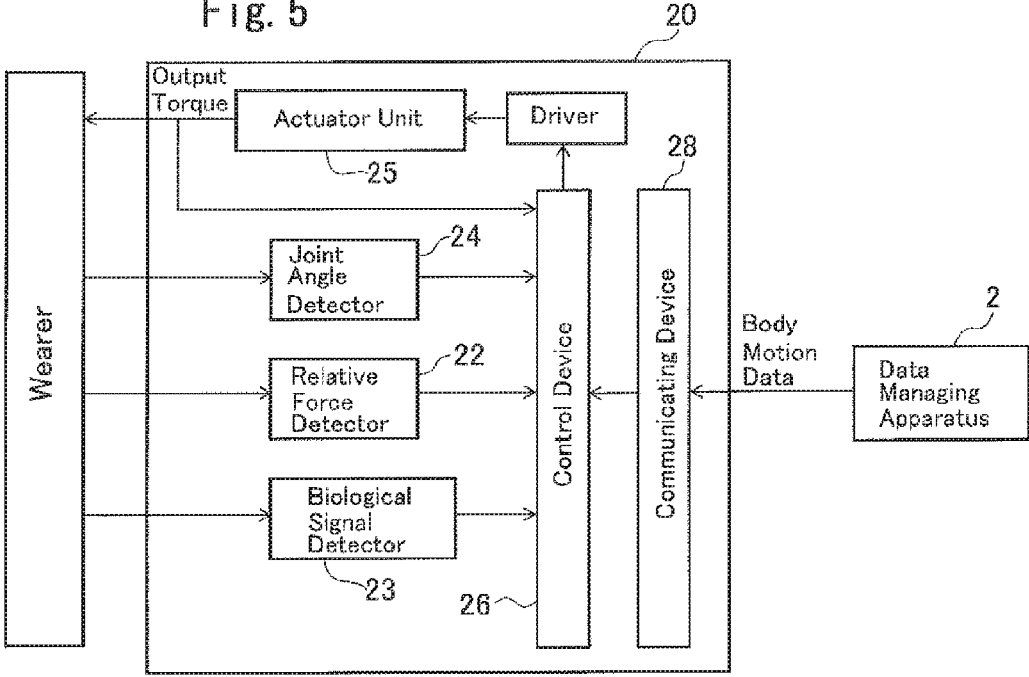 Fig. 5
20
Output
Torque
Actuator Unit
Driver
25
28
24
Joint
Angle
Detector
22
Relative
Force
Detector
Biological
Signal
Detector
23
26
Wearer
Control Device
Communicating Device
Body
Motion
Data
2
Data
Managing
Apparatus